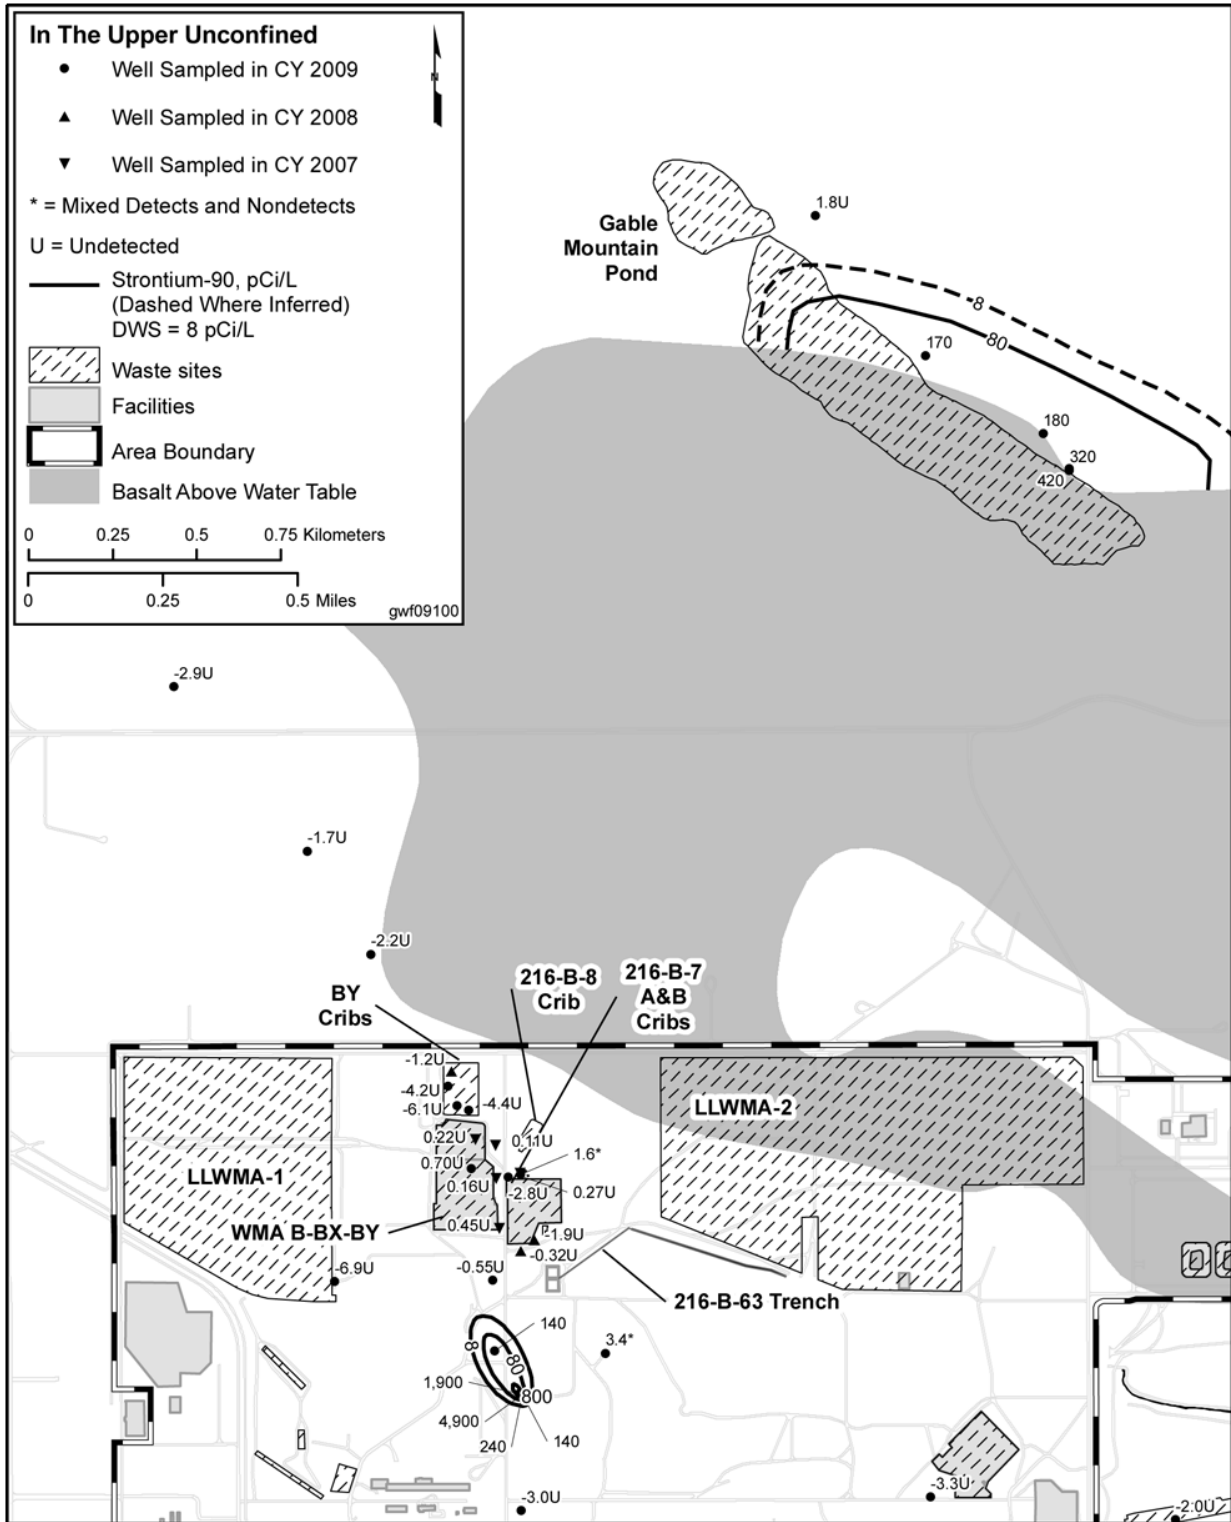 In The Upper Unconfined
Well Sampled in CY 2009
Well Sampled in CY 2008
Well Sampled in CY 2007
* = Mixed Detects and Nondetects
U = Undetected
Strontium-90, pCi/L
(Dashed Where Inferred)
DWS = 8 pCi/L
Waste sites
Facilities
Area Boundary
Basalt Above Water Table
0 0.25 0.5 0.75 Kilometers
0 0.25 0.5 Miles
gwf09100
N
Gable
Mountain
Pond
1.8U
8
80
170
180
320
420
-2.9U
-1.7U
-2.2U
BY
Cribs
216-B-8
Crib
216-B-7
A&B
Cribs
-1.2U
-4.2U
-6.1U
-4.4U
LLWMA-2
0.22U
0.11U
1.6*
0.70U
0.16U
-2.8U
0.27U
LLWMA-1
WMA B-BX-BY
0.45U
-1.9U
-0.32U
-6.9U
-0.55U
216-B-63 Trench
8
140
80
3.4*
1,900
800
4,900
240
140
-3.0U
-3.3U
-2.0U